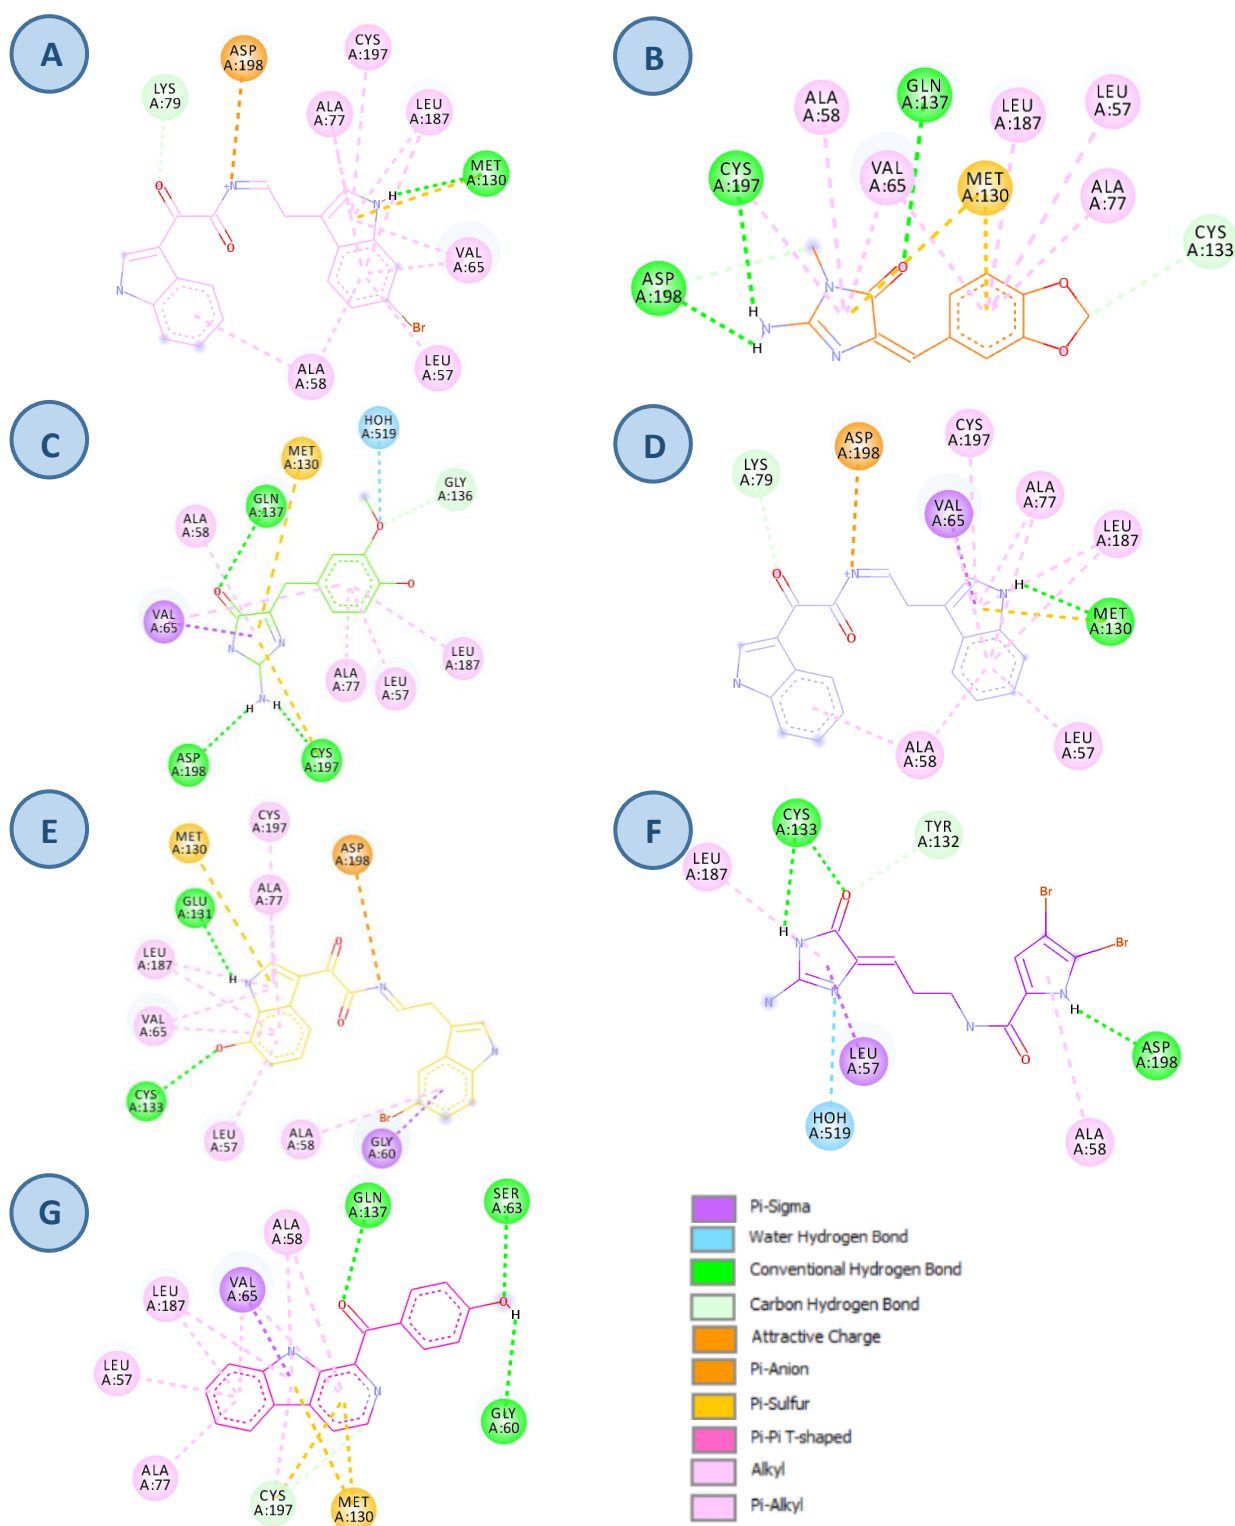 A
ASP
A:198
CYS
A:197
LYS
A:79
ALA
A:77
LEU
A:187
MET
A:130
O
O
+N
N
H
N
Br
VAL
A:65
ALA
A:58
LEU
A:57
B
ALA
A:58
GLN
A:137
LEU
A:187
LEU
A:57
CYS
A:197
VAL
A:65
MET
A:130
ALA
A:77
CYS
A:133
ASP
A:198
O
N
H
N
H
N
O
O
C
HOH
A:519
MET
A:130
GLN
A:137
GLY
A:136
ALA
A:58
O
O
O
VAL
A:65
N
N
N
H
H
ALA
A:77
LEU
A:57
LEU
A:187
ASP
A:198
CYS
A:197
D
ASP
A:198
CYS
A:197
LYS
A:79
VAL
A:65
ALA
A:77
LEU
A:187
MET
A:130
O
O
+N
N
H
N
ALA
A:58
LEU
A:57
E
CYS
A:197
MET
A:130
ASP
A:198
ALA
A:77
GLU
A:131
LEU
A:187
VAL
A:65
H
N
O
O
N
O
N
Br
CYS
A:133
LEU
A:57
ALA
A:58
GLY
A:60
F
CYS
A:133
TYR
A:132
LEU
A:187
O
H
N
N
N
N
O
Br
Br
N
H
LEU
A:57
ASP
A:198
HOH
A:519
ALA
A:58
G
GLN
A:137
SER
A:63
ALA
A:58
VAL
A:65
LEU
A:187
O
O
H
N
N
LEU
A:57
GLY
A:60
ALA
A:77
CYS
A:197
MET
A:130
Pi-Sigma
Water Hydrogen Bond
Conventional Hydrogen Bond
Carbon Hydrogen Bond
Attractive Charge
Pi-Anion
Pi-Sulfur
Pi-Pi T-shaped
Alkyl
Pi-Alkyl